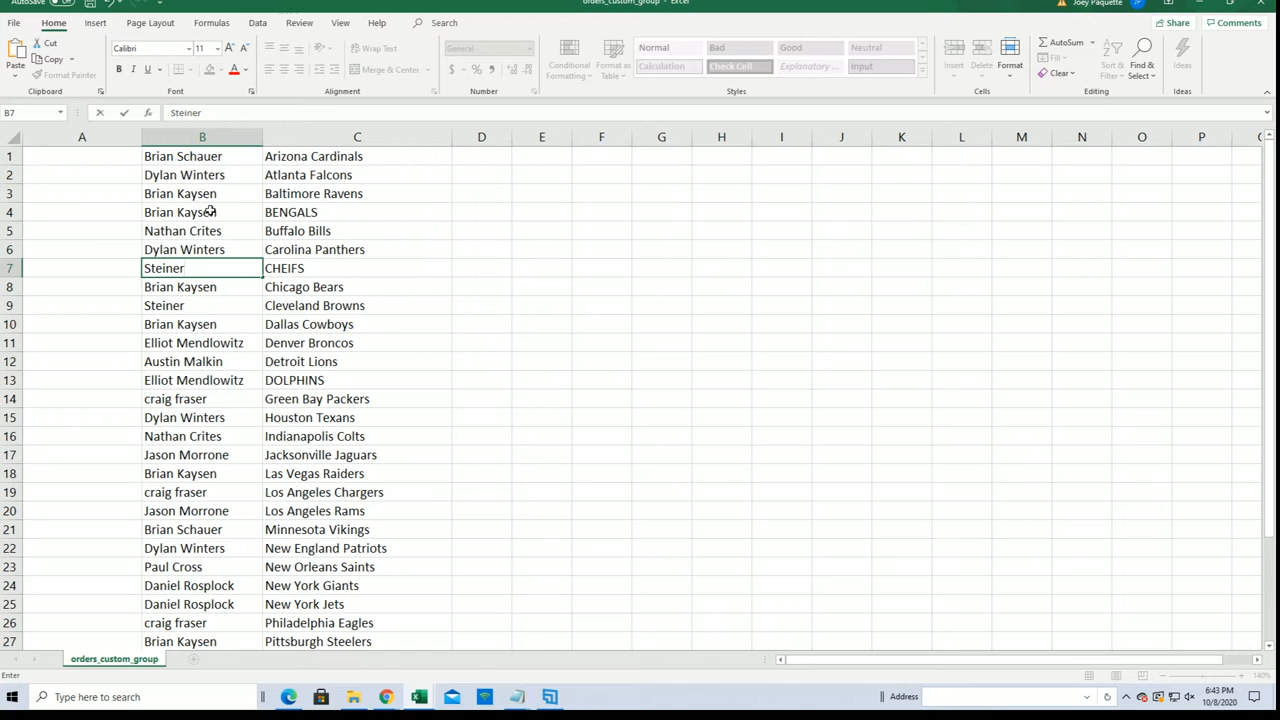 AutoSave Off orders_custom_group - Excel Joey Paquette
File Home Insert Page Layout Formulas Data Review View Help Search Share Comments
Paste Cut Copy Format Painter Clipboard
Calibri 11 A A B I U A Font
Wrap Text Merge & Center Alignment
General $ % , Number
Conditional Formatting Format as Table
Normal Bad Good Neutral
Calculation Check Cell Explanatory ... Input
Styles
Insert Delete Format Cells
AutoSum Fill Clear Sort & Filter Find & Select Editing
Ideas Ideas
B7 fx Steiner
A B C D E F G H I J K L M N O P
1 Brian Schauer Arizona Cardinals
2 Dylan Winters Atlanta Falcons
3 Brian Kaysen Baltimore Ravens
4 Brian Kaysen BENGALS
5 Nathan Crites Buffalo Bills
6 Dylan Winters Carolina Panthers
7 Steiner CHEIFS
8 Brian Kaysen Chicago Bears
9 Steiner Cleveland Browns
10 Brian Kaysen Dallas Cowboys
11 Elliot Mendlowitz Denver Broncos
12 Austin Malkin Detroit Lions
13 Elliot Mendlowitz DOLPHINS
14 craig fraser Green Bay Packers
15 Dylan Winters Houston Texans
16 Nathan Crites Indianapolis Colts
17 Jason Morrone Jacksonville Jaguars
18 Brian Kaysen Las Vegas Raiders
19 craig fraser Los Angeles Chargers
20 Jason Morrone Los Angeles Rams
21 Brian Schauer Minnesota Vikings
22 Dylan Winters New England Patriots
23 Paul Cross New Orleans Saints
24 Daniel Rosplock New York Giants
25 Daniel Rosplock New York Jets
26 craig fraser Philadelphia Eagles
27 Brian Kaysen Pittsburgh Steelers
orders_custom_group
Enter 140%
Type here to search Address 6:43 PM
10/8/2020